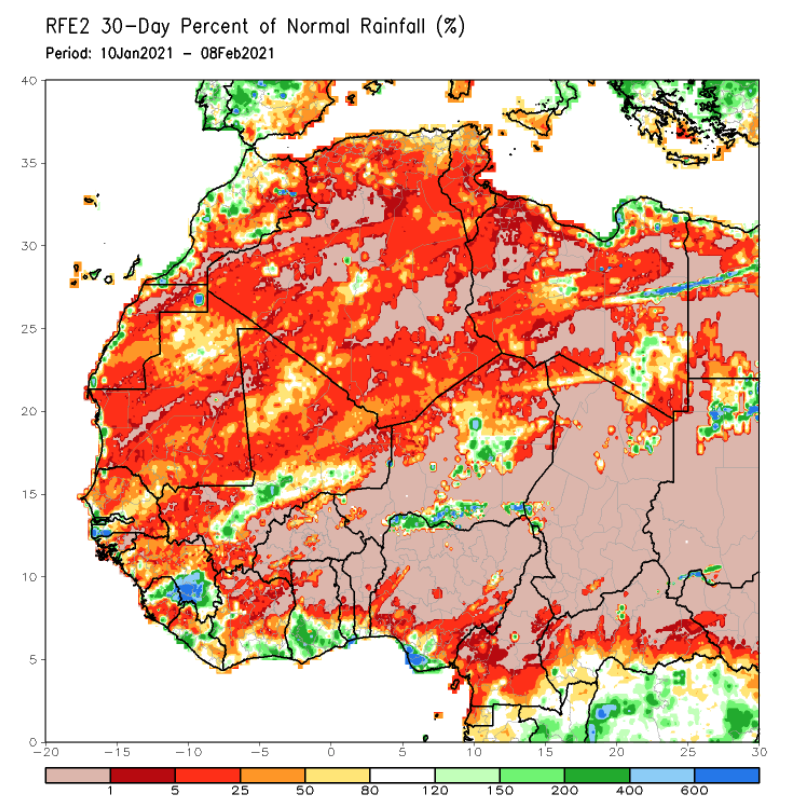 RFE2 30-Day Percent of Normal Rainfall (%)
Period: 10Jan2021 - 08Feb2021
40
35
30
25
20
15
10
5
0
-20 -15 -10 -5 0 5 10 15 20 25 30
1 5 25 50 80 120 150 200 400 600